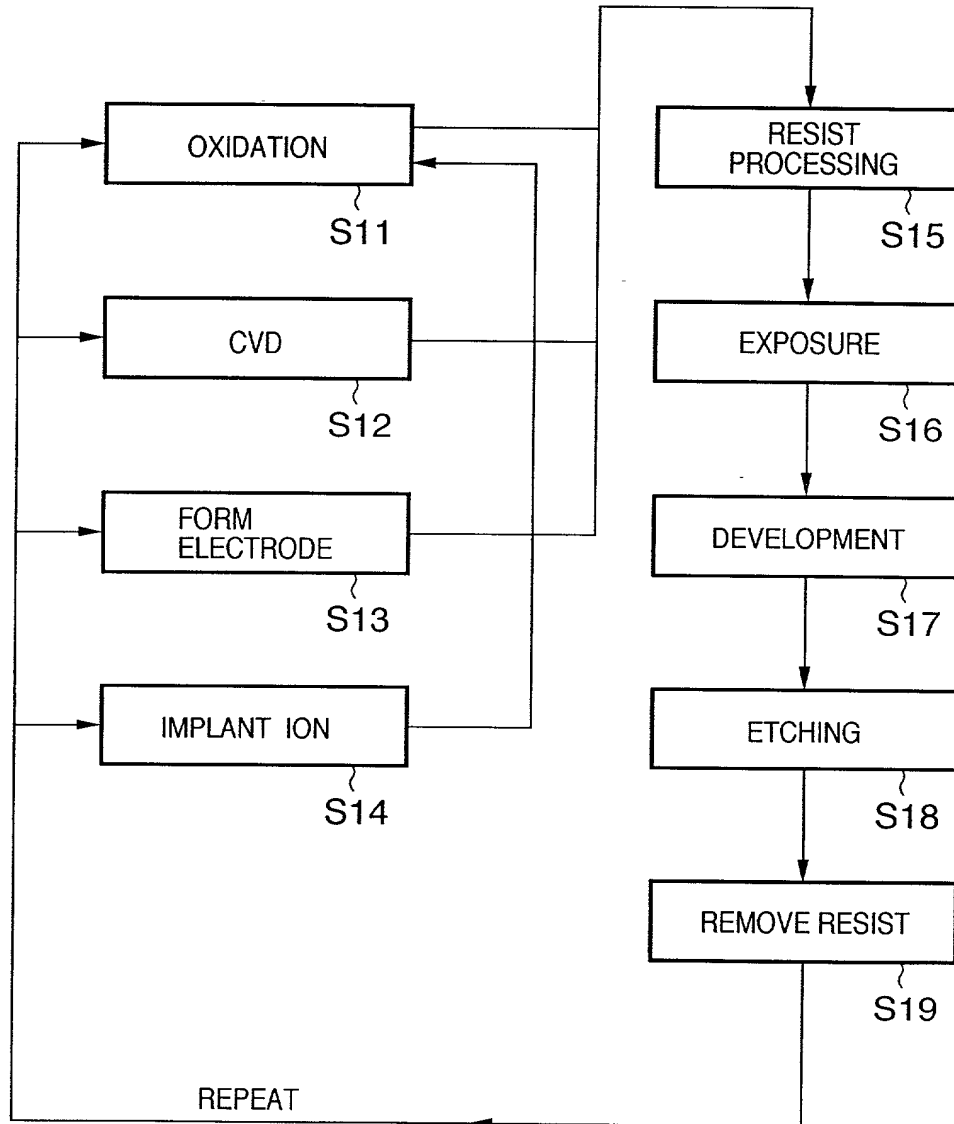 OXIDATION
S11
CVD
S12
FORM
ELECTRODE
S13
IMPLANT ION
S14
RESIST
PROCESSING
S15
EXPOSURE
S16
DEVELOPMENT
S17
ETCHING
S18
REMOVE RESIST
S19
REPEAT